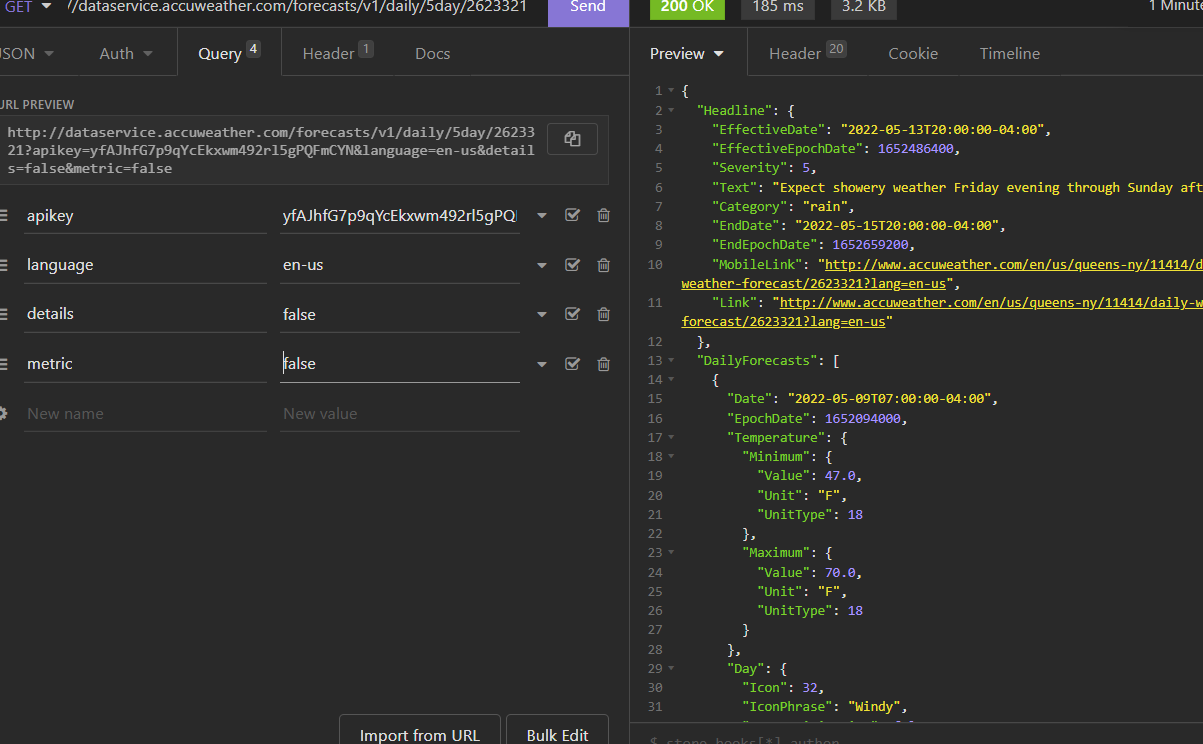 GET //dataservice.accuweather.com/forecasts/v1/daily/5day/2623321 Send 200 OK 185 ms 3.2 KB 1 Minute
JSON Auth Query 4 Header 1 Docs Preview Header 20 Cookie Timeline
URL PREVIEW
http://dataservice.accuweather.com/forecasts/v1/daily/5day/26233
21?apikey=yfAJhfG7p9qYcEkxwm492rl5gPQFmCYN&language=en-us&detail
s=false&metric=false
apikey yfAJhfG7p9qYcEkxwm492rl5gPQ
language en-us
details false
metric false
New name New value
Import from URL Bulk Edit
1 {
2 "Headline": {
3 "EffectiveDate": "2022-05-13T20:00:00-04:00",
4 "EffectiveEpochDate": 1652486400,
5 "Severity": 5,
6 "Text": "Expect showery weather Friday evening through Sunday aft
7 "Category": "rain",
8 "EndDate": "2022-05-15T20:00:00-04:00",
9 "EndEpochDate": 1652659200,
10 "MobileLink": "http://www.accuweather.com/en/us/queens-ny/11414/d
weather-forecast/2623321?lang=en-us",
11 "Link": "http://www.accuweather.com/en/us/queens-ny/11414/daily-w
forecast/2623321?lang=en-us"
12 },
13 "DailyForecasts": [
14 {
15 "Date": "2022-05-09T07:00:00-04:00",
16 "EpochDate": 1652094000,
17 "Temperature": {
18 "Minimum": {
19 "Value": 47.0,
20 "Unit": "F",
21 "UnitType": 18
22 },
23 "Maximum": {
24 "Value": 70.0,
25 "Unit": "F",
26 "UnitType": 18
27 }
28 },
29 "Day": {
30 "Icon": 32,
31 "IconPhrase": "Windy",